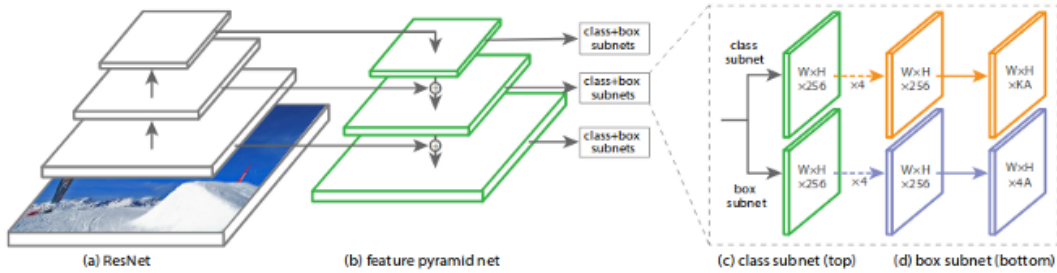 class+box
subnets
class+box
subnets
class+box
subnets
+
+
class
subnet
W×H
×256
×4
W×H
×256
W×H
×KA
box
subnet
W×H
×256
×4
W×H
×256
W×H
×4A
(a) ResNet
(b) feature pyramid net
(c) class subnet (top)
(d) box subnet (bottom)